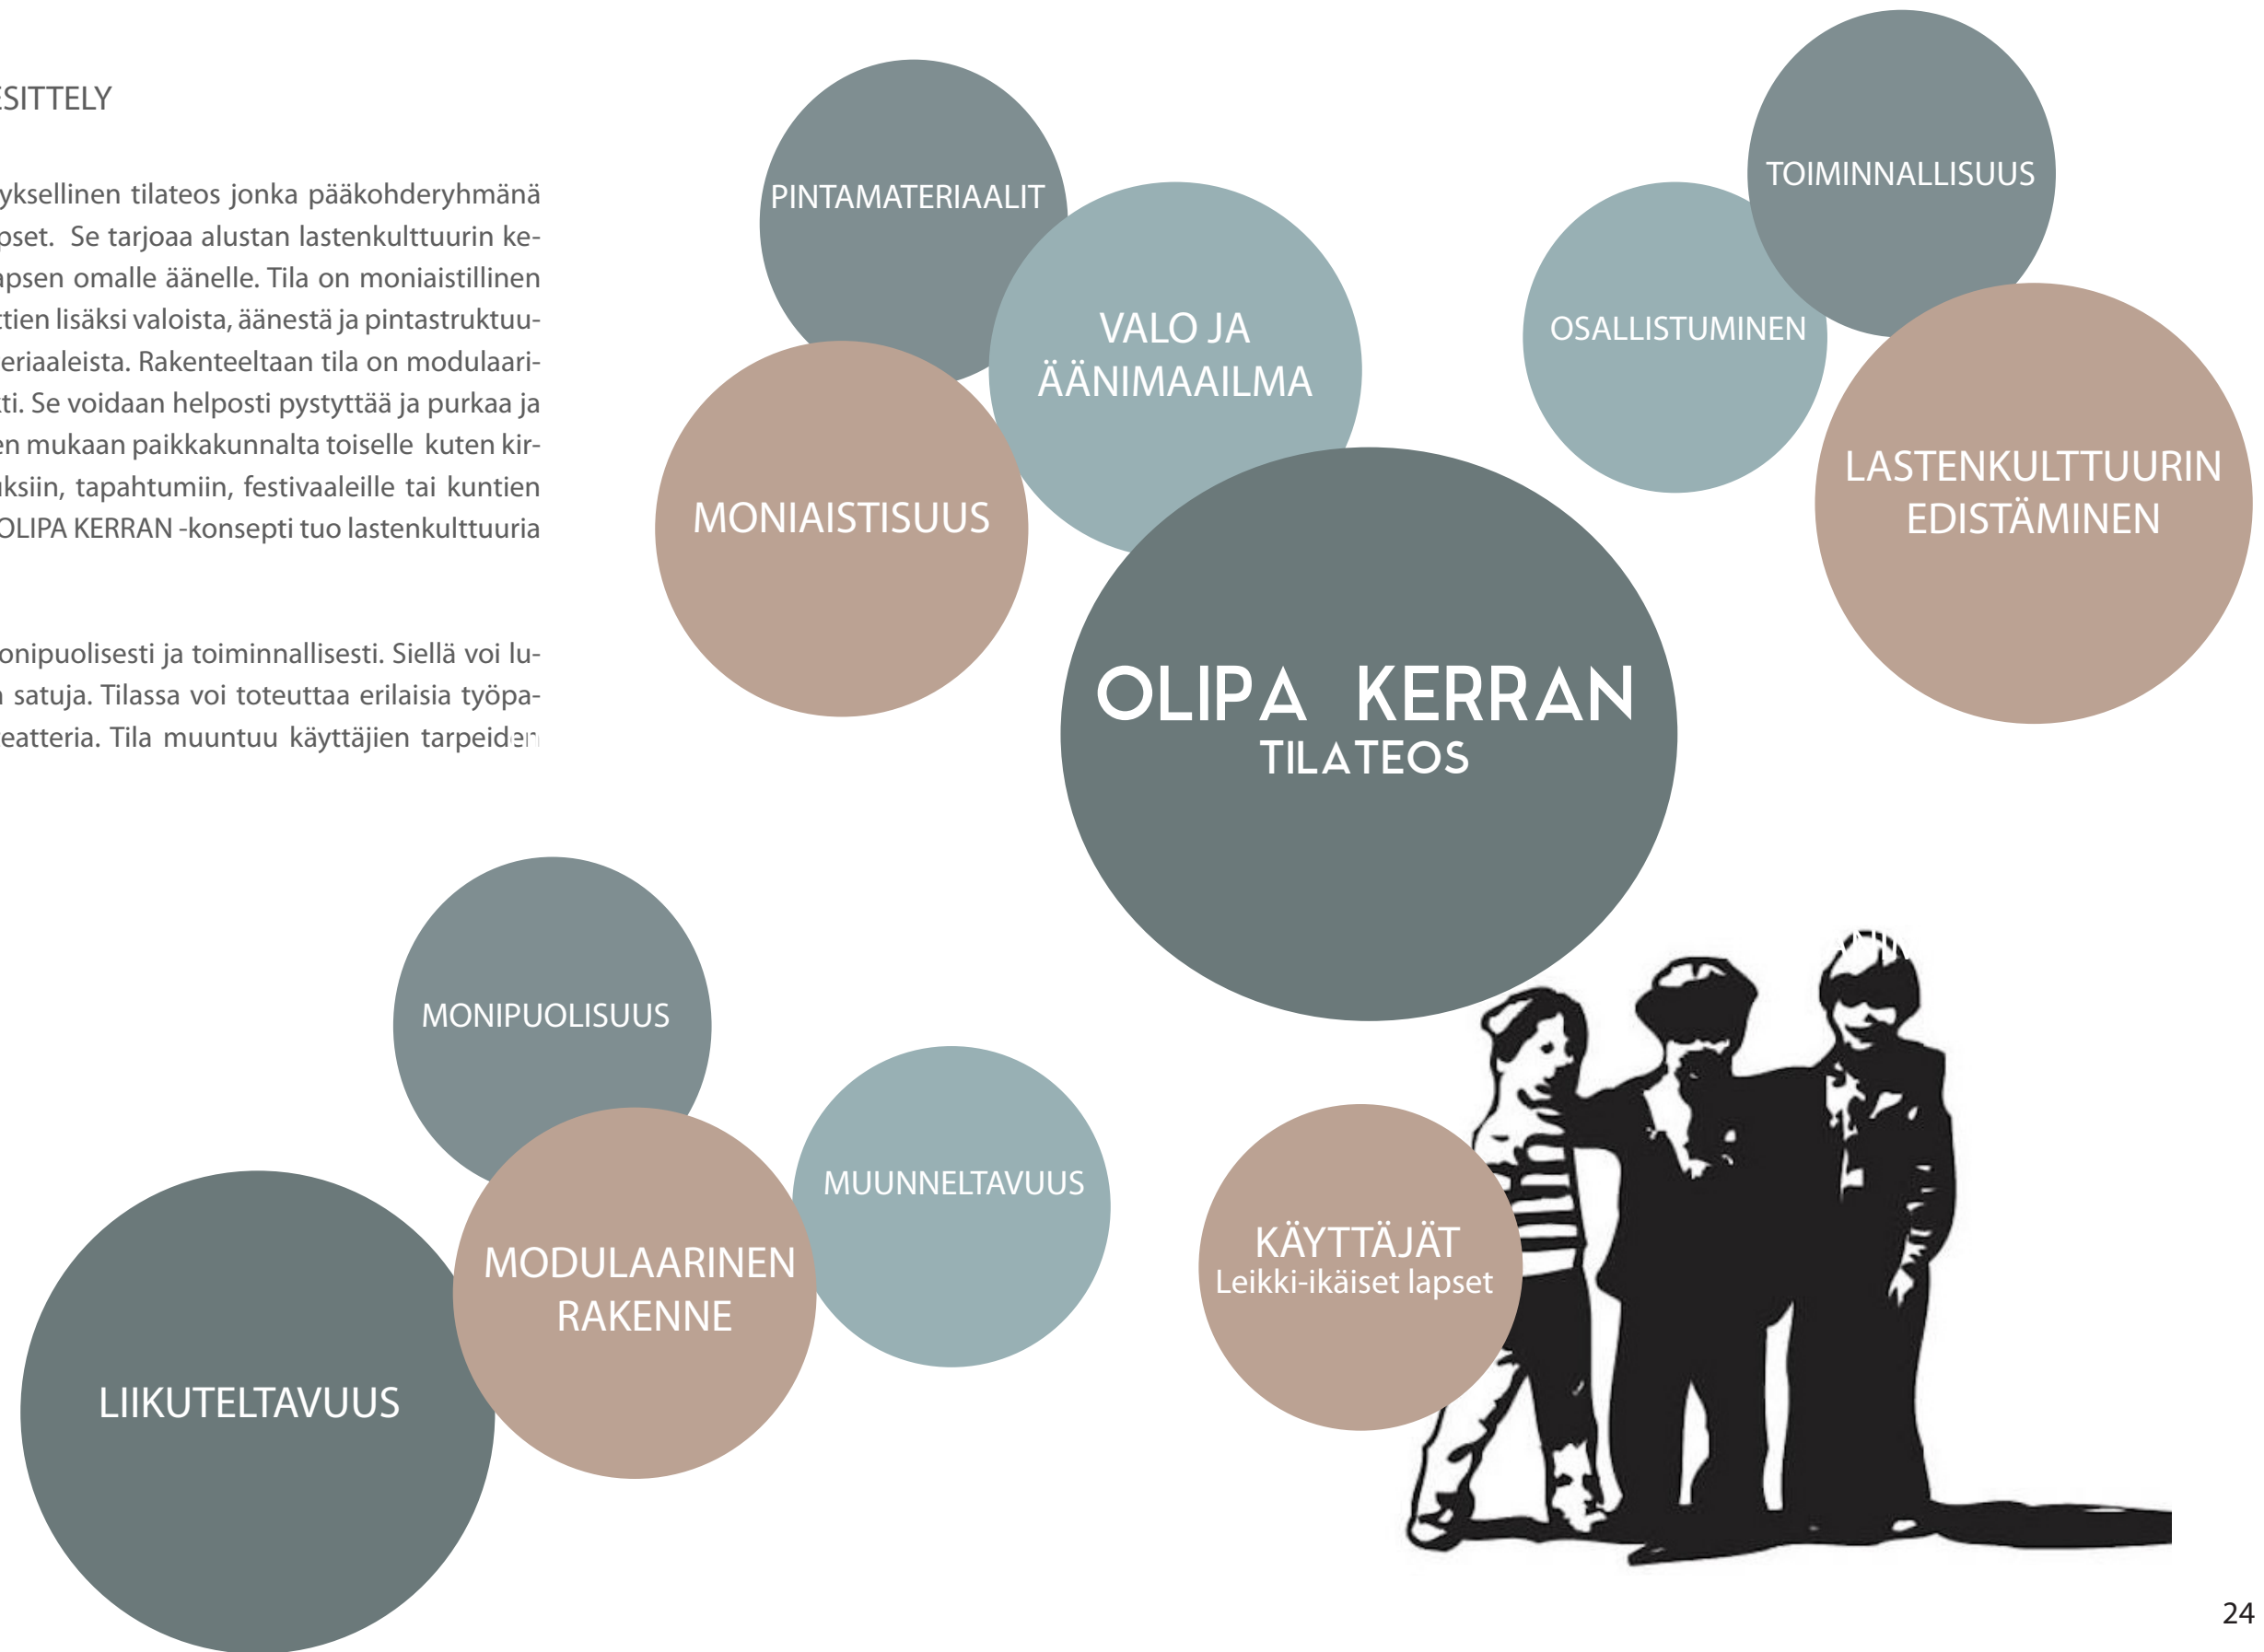 ESITTELY
yksellinen tilateos jonka pääkohderyhmänä
pset. Se tarjoaa alustan lastenkulttuurin ke-
apsen omalle äänelle. Tila on moniaistillinen
ttien lisäksi valoista, äänestä ja pintastruktuu-
eriaaleista. Rakenteeltaan tila on modulaari-
ti. Se voidaan helposti pystyttää ja purkaa ja
en mukaan paikkakunnalta toiselle kuten kir-
uksiin, tapahtumiin, festivaaleille tai kuntien
OLIPA KERRAN -konsepti tuo lastenkulttuuria
onipuolisesti ja toiminnallisesti. Siellä voi lu-
n satuja. Tilassa voi toteuttaa erilaisia työpa-
eatteria. Tila muuntuu käyttäjien tarpeiden
PINTAMATERIAALIT
VALO JA
ÄÄNIMAAILMA
MONIAISTISUUS
TOIMINNALLISUUS
OSALLISTUMINEN
LASTENKULTTUURIN
EDISTÄMINEN
OLIPA KERRAN
TILATEOS
MONIPUOLISUUS
MUUNNELTAVUUS
MODULAARINEN
RAKENNE
LIIKUTELTAVUUS
KÄYTTÄJÄT
Leikki-ikäiset lapset
24